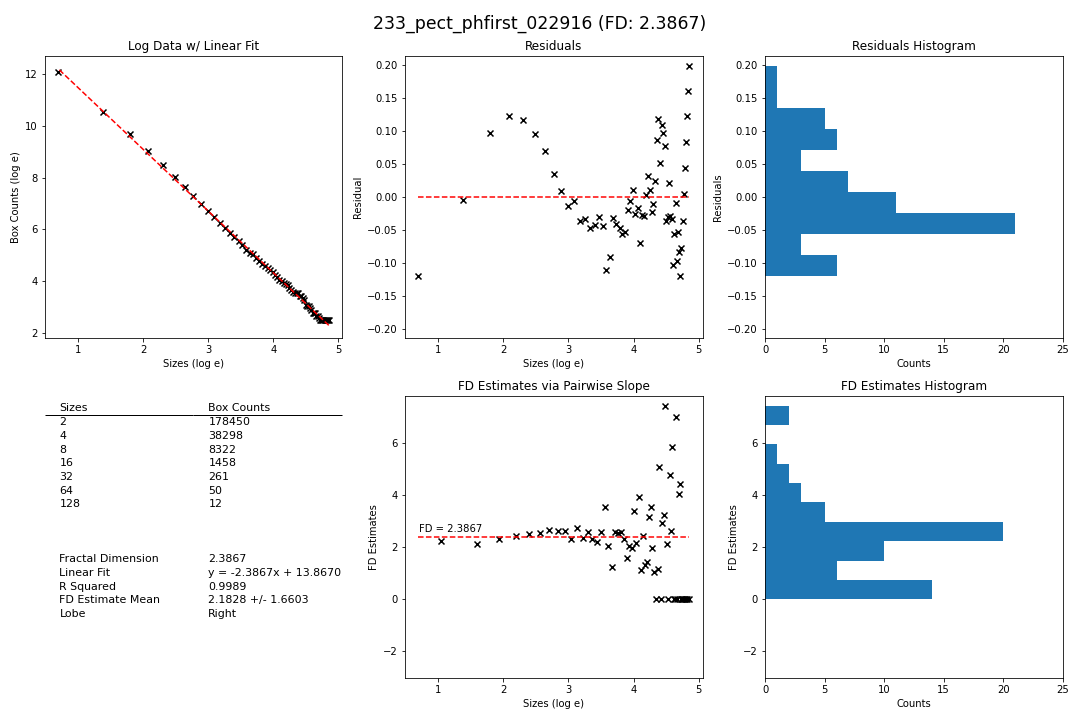 233_pect_phfirst_022916 (FD: 2.3867)
Log Data w/ Linear Fit
Box Counts (log e)
12
10
8
6
4
2
1 2 3 4 5
Sizes (log e)
Residuals
Residual
0.20
0.15
0.10
0.05
0.00
−0.05
−0.10
−0.15
−0.20
1 2 3 4 5
Sizes (log e)
Residuals Histogram
Residuals
0.20
0.15
0.10
0.05
0.00
−0.05
−0.10
−0.15
−0.20
0 5 10 15 20 25
Counts
Sizes Box Counts
2 178450
4 38298
8 8322
16 1458
32 261
64 50
128 12
Fractal Dimension 2.3867
Linear Fit y = -2.3867x + 13.8670
R Squared 0.9989
FD Estimate Mean 2.1828 +/- 1.6603
Lobe Right
FD Estimates via Pairwise Slope
FD Estimates
6
4
2
0
−2
FD = 2.3867
1 2 3 4 5
Sizes (log e)
FD Estimates Histogram
FD Estimates
6
4
2
0
−2
0 5 10 15 20 25
Counts